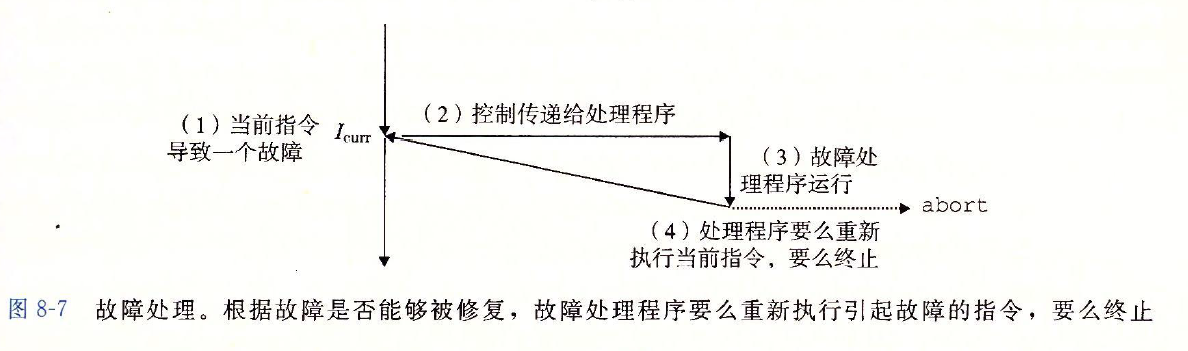 （1）当前指令
导致一个故障
Icurr
（2）控制传递给处理程序
（3）故障处
理程序运行
abort
（4）处理程序要么重新
执行当前指令，要么终止
图 8-7 故障处理。根据故障是否能够被修复，故障处理程序要么重新执行引起故障的指令，要么终止